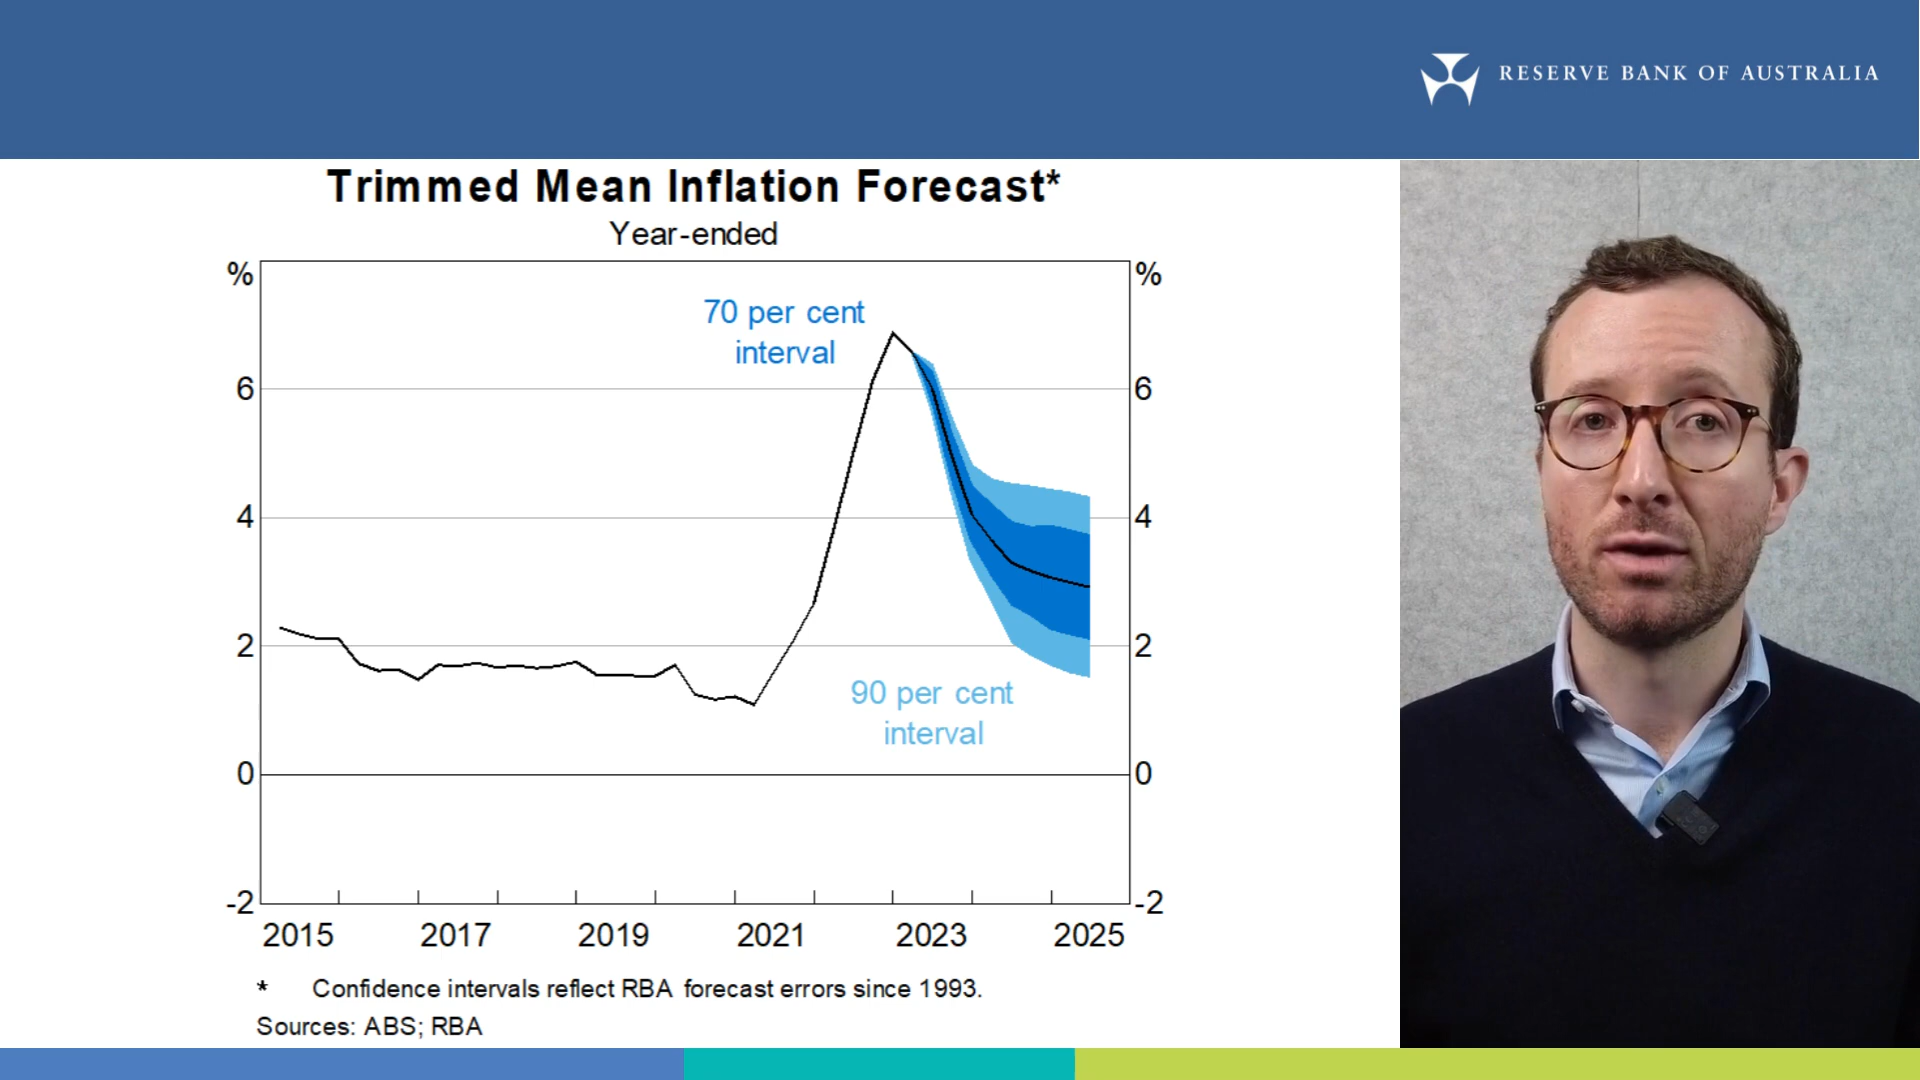 RESERVE BANK OF AUSTRALIA
Trimmed Mean Inflation Forecast*
Year-ended
% %
70 per cent
interval
6 6
4 4
2 2
90 per cent
interval
0 0
-2 -2
2015 2017 2019 2021 2023 2025
* Confidence intervals reflect RBA forecast errors since 1993.
Sources: ABS; RBA